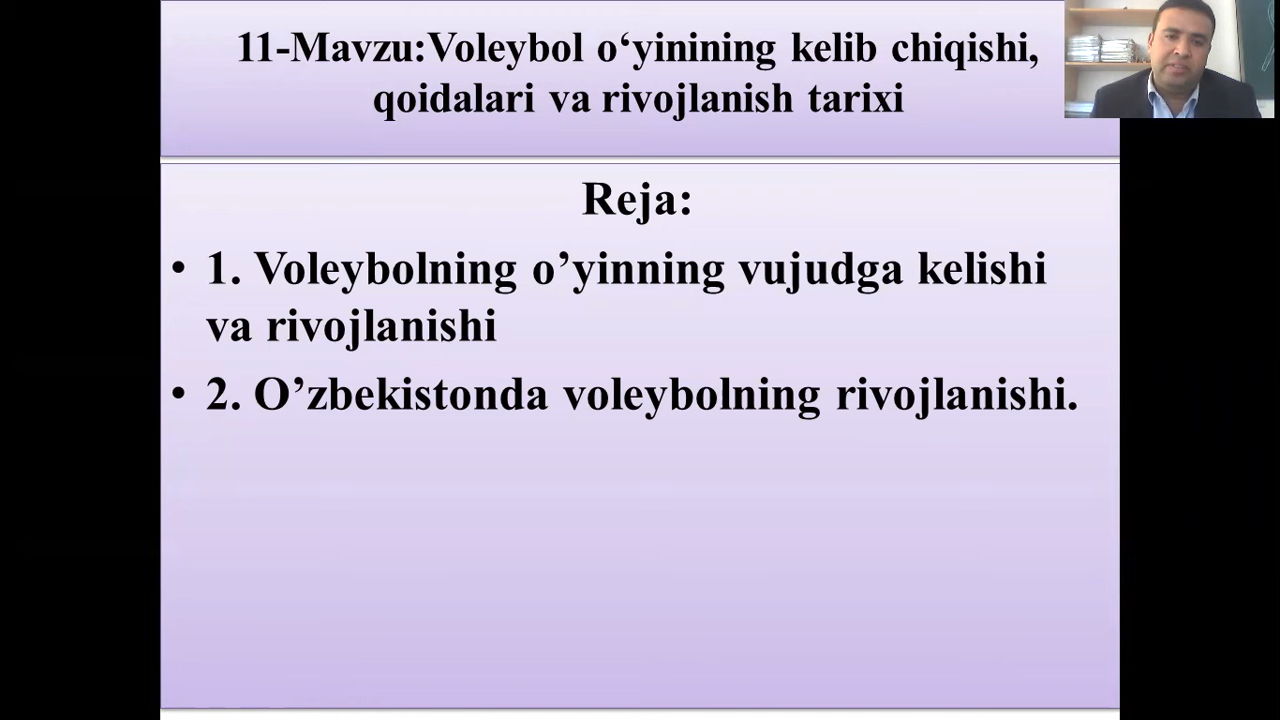 11-Mavzu:Voleybol o‘yinining kelib chiqishi,
qoidalari va rivojlanish tarixi
Reja:
• 1. Voleybolning o’yinning vujudga kelishi
va rivojlanishi
• 2. O’zbekistonda voleybolning rivojlanishi.